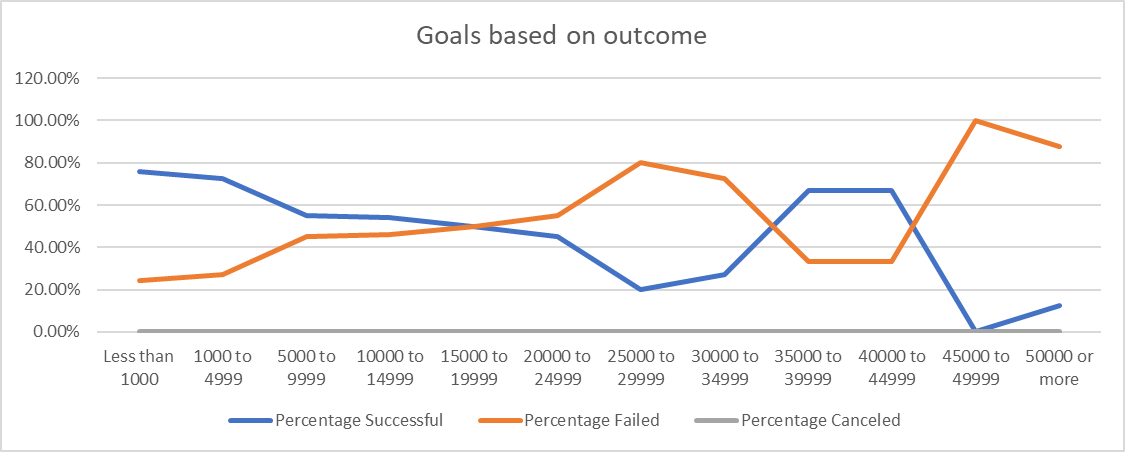 Goals based on outcome
120.00%
100.00%
80.00%
60.00%
40.00%
20.00%
0.00%
Less than 1000 to 5000 to 10000 to 15000 to 20000 to 25000 to 30000 to 35000 to 40000 to 45000 to 50000 or
1000 4999 9999 14999 19999 24999 29999 34999 39999 44999 49999 more
Percentage Successful Percentage Failed Percentage Canceled